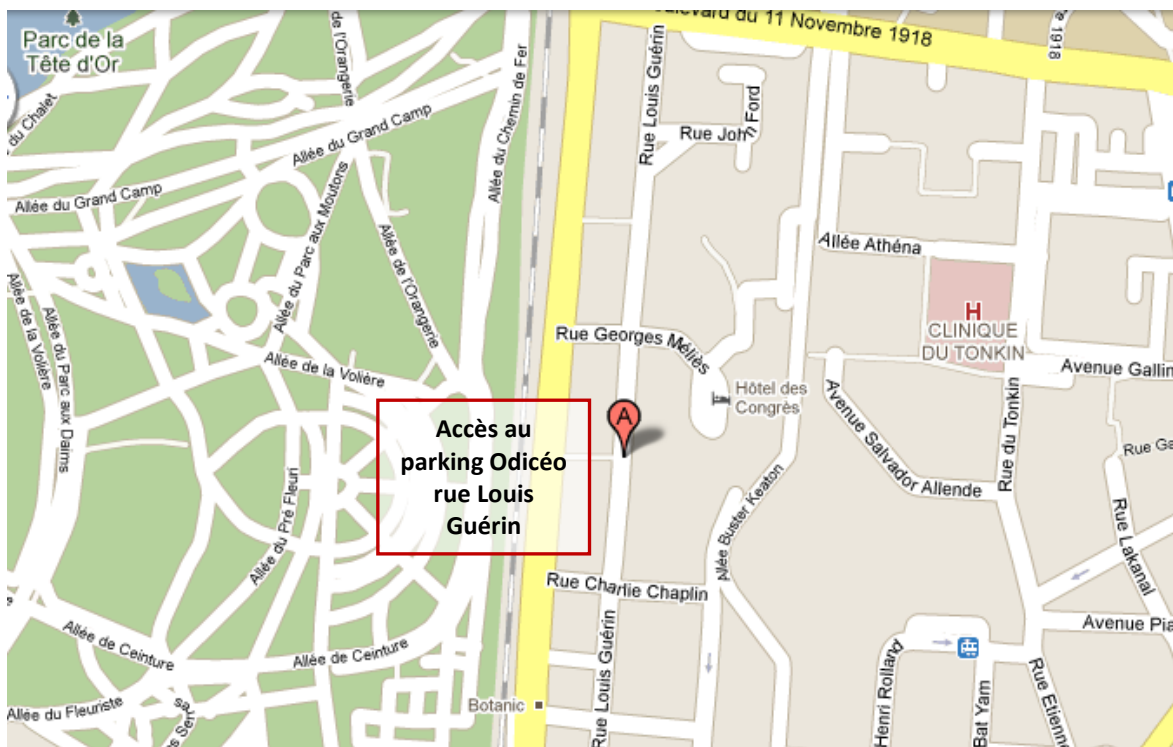 Parc de la
Tête d'Or
du Chalet
de l'Orangerie
Allée du Grand Camp
Allée du Grand Camp
Allée du Chemin de Fer
Allée du Parc aux Moutons
Allée de l'Orangerie
Allée de la Volière
Allée du Parc aux Daims
Allée de la Volière
Allée du Pré Fleuri
Allée de Ceinture
Allée de Ceinture
Allée du Fleuriste
Botanic
Accès au
parking Odicéo
rue Louis
Guérin
A
ulevard du 11 Novembre 1918
1918
Rue Louis Guérin
Rue John Ford
Allée Athéna
H
CLINIQUE
DU TONKIN
Rue Georges Méliès
Hôtel des
Congrès
Avenue Gallin
Avenue Salvador Allende
Rue du Tonkin
Rue Ga
Rue Lakanal
Allée Buster Keaton
Rue Charlie Chaplin
Rue Louis Guérin
Avenue Pia
Henri Rolland
Bat Yam
Rue Etienne